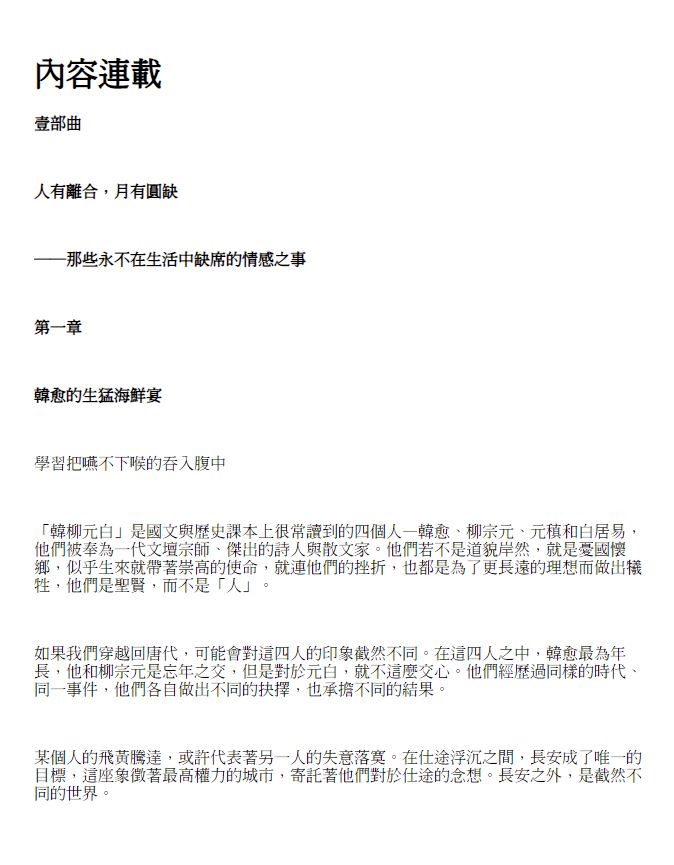 內容連載
壹部曲
人有離合，月有圓缺
──那些永不在生活中缺席的情感之事
第一章
韓愈的生猛海鮮宴
學習把嚥不下喉的吞入腹中
「韓柳元白」是國文與歷史課本上很常讀到的四個人─韓愈、柳宗元、元稹和白居易，
他們被奉為一代文壇宗師、傑出的詩人與散文家。他們若不是道貌岸然，就是憂國懷
鄉，似乎生來就帶著崇高的使命，就連他們的挫折，也都是為了更長遠的理想而做出犧
牲，他們是聖賢，而不是「人」。
如果我們穿越回唐代，可能會對這四人的印象截然不同。在這四人之中，韓愈最為年
長，他和柳宗元是忘年之交，但是對於元白，就不這麼交心。他們經歷過同樣的時代、
同一事件，他們各自做出不同的抉擇，也承擔不同的結果。
某個人的飛黃騰達，或許代表著另一人的失意落寞。在仕途浮沉之間，長安成了唯一的
目標，這座象徵著最高權力的城市，寄託著他們對於仕途的念想。長安之外，是截然不
同的世界。